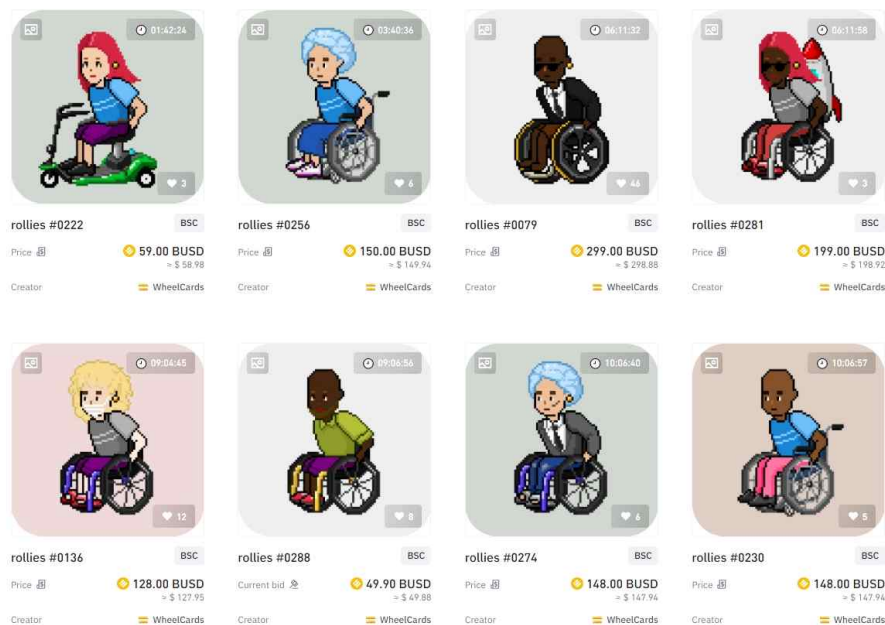 01:42:24
03:40:36
06:11:32
06:11:58
3
6
46
3
rollies #0222 BSC
rollies #0256 BSC
rollies #0079 BSC
rollies #0281 BSC
Price 59.00 BUSD
≈ $ 58.98
Price 150.00 BUSD
≈ $ 149.94
Price 299.00 BUSD
≈ $ 298.88
Price 199.00 BUSD
≈ $ 198.92
Creator WheelCards
Creator WheelCards
Creator WheelCards
Creator WheelCards
09:04:45
09:06:56
10:06:40
10:06:57
12
8
6
5
rollies #0136 BSC
rollies #0288 BSC
rollies #0274 BSC
rollies #0230 BSC
Price 128.00 BUSD
≈ $ 127.95
Current bid 49.90 BUSD
≈ $ 49.88
Price 148.00 BUSD
≈ $ 147.94
Price 148.00 BUSD
≈ $ 147.94
Creator WheelCards
Creator WheelCards
Creator WheelCards
Creator WheelCards